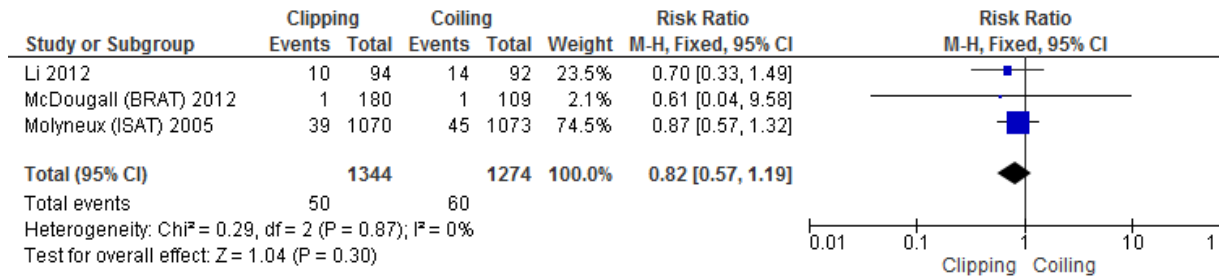 Clipping Coiling Risk Ratio Risk Ratio
Study or Subgroup Events Total Events Total Weight M-H, Fixed, 95% CI M-H, Fixed, 95% CI
Li 2012 10 94 14 92 23.5% 0.70 [0.33, 1.49]
McDougall (BRAT) 2012 1 180 1 109 2.1% 0.61 [0.04, 9.58]
Molyneux (ISAT) 2005 39 1070 45 1073 74.5% 0.87 [0.57, 1.32]
Total (95% CI) 1344 1274 100.0% 0.82 [0.57, 1.19]
Total events 50 60
Heterogeneity: Chi² = 0.29, df = 2 (P = 0.87); I² = 0%
Test for overall effect: Z = 1.04 (P = 0.30)
0.01 0.1 1 10 1
Clipping Coiling